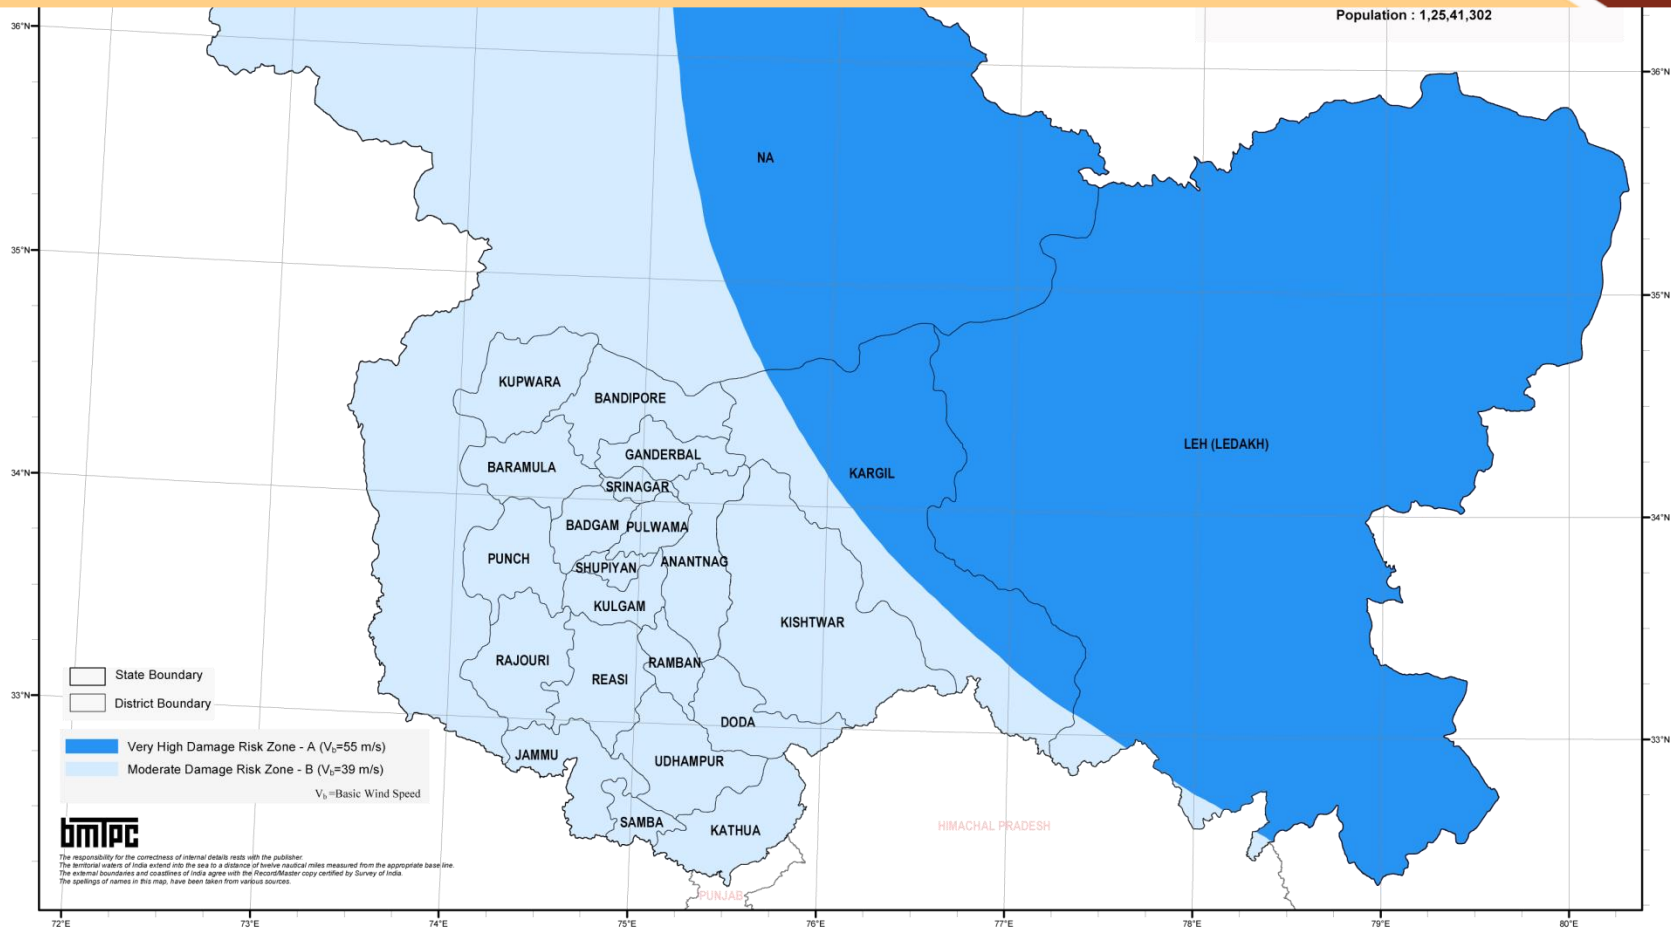 Population : 1,25,41,302
36°N
36°N
NA
35°N
35°N
KUPWARA
BANDIPORE
LEH (LEDAKH)
GANDERBAL
BARAMULA
KARGIL
34°N
SRINAGAR
34°N
BADGAM
PULWAMA
PUNCH
ANANTNAG
SHUPIYAN
KULGAM
KISHTWAR
RAJOURI
RAMBAN
REASI
State Boundary
33°N
District Boundary
DODA
33°N
Very High Damage Risk Zone - A (Vb=55 m/s)
JAMMU
UDHAMPUR
Moderate Damage Risk Zone - B (Vb=39 m/s)
Vb =Basic Wind Speed
SAMBA
KATHUA
HIMACHAL PRADESH
bmtpc
The responsibility for the correctness of internal details rests with the publisher.
The territorial waters of India extend into the sea to a distance of twelve nautical miles measured from the appropriate base line.
The external boundaries and coastlines of India agree with the Record/Master copy certified by Survey of India.
The spellings of names in this map, have been taken from various sources.
PUNJAB
72°E 73°E 74°E 75°E 76°E 77°E 78°E 79°E 80°E